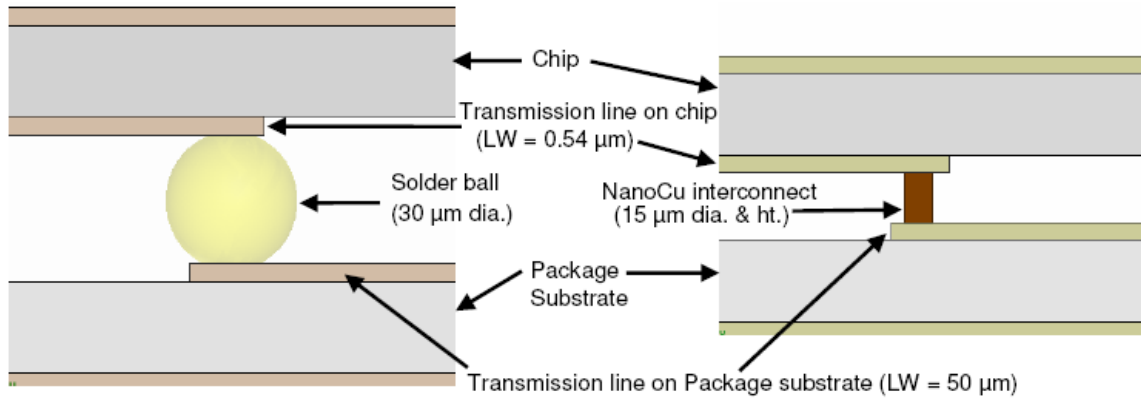 Chip
Transmission line on chip
(LW = 0.54 µm)
Solder ball
(30 µm dia.)
NanoCu interconnect
(15 µm dia. & ht.)
Package
Substrate
Transmission line on Package substrate (LW = 50 µm)